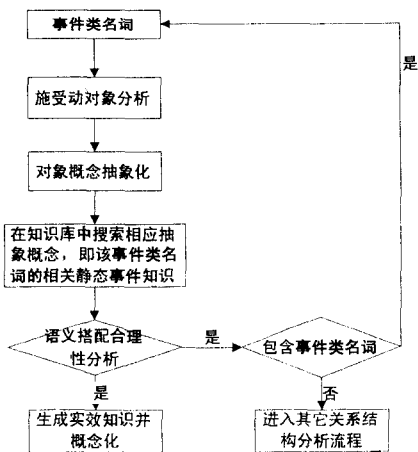 事件类名词
是
施受动对象分析
对象概念抽象化
在知识库中搜索相应抽
象概念，即该事件类名
词的相关静态事件知识
语义搭配合理
性分析
是
包含事件类名词
是
否
生成实效知识并
概念化
进入其它关系结
构分析流程